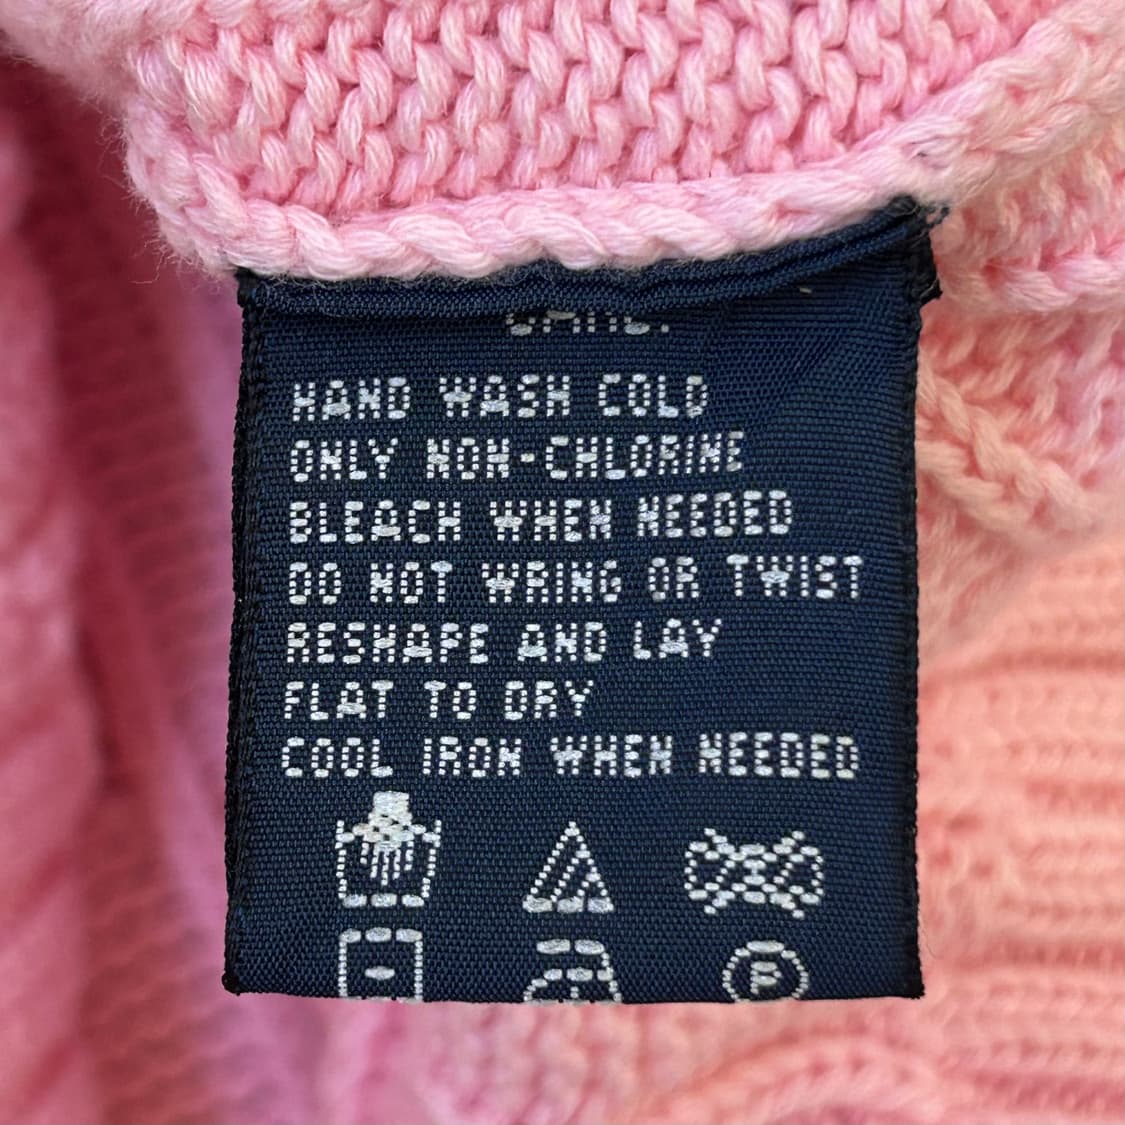 HAND WASH COLD
ONLY NON-CHLORINE
BLEACH WHEN NEEDED
DO NOT WRING OR TWIST
RESHAPE AND LAY
FLAT TO DRY
COOL IRON WHEN NEEDED
P